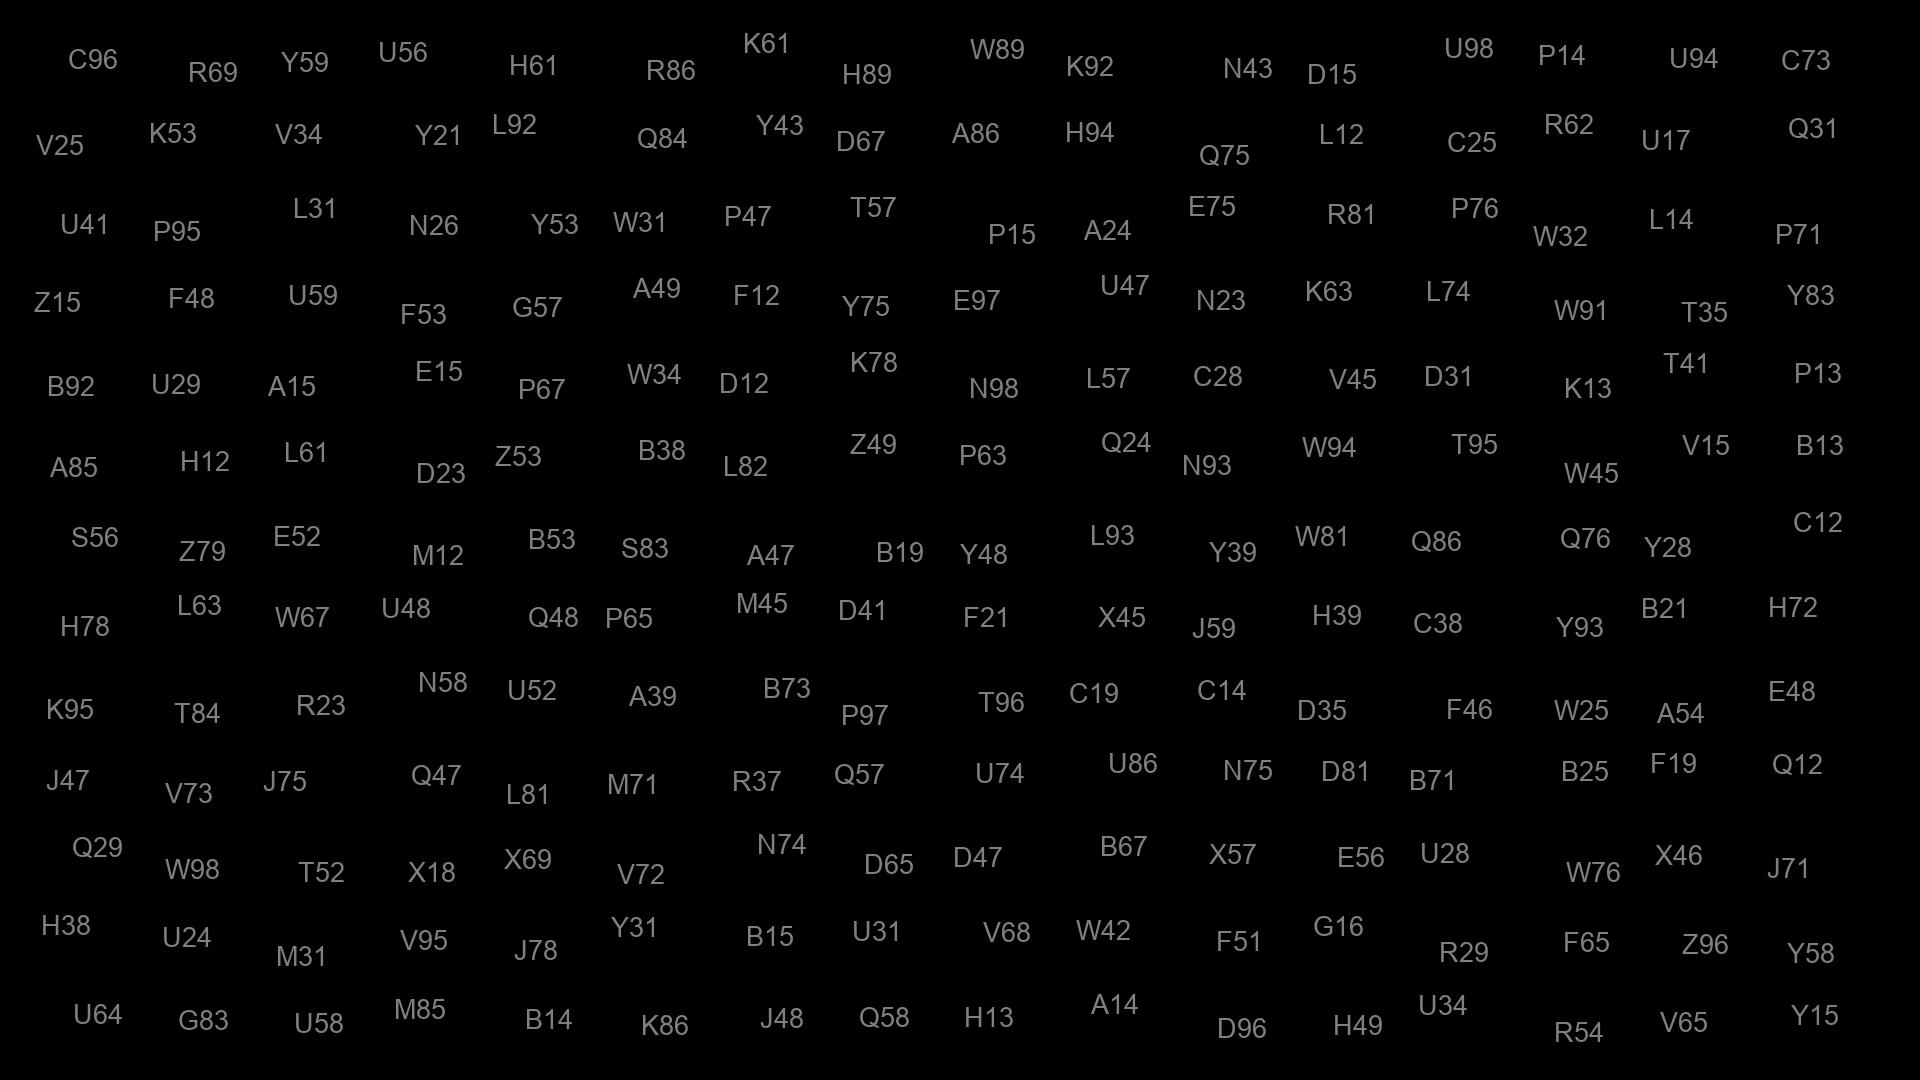 C96 R69 Y59 U56 H61 R86 K61 H89 W89 K92 N43 D15 U98 P14 U94 C73
V25 K53 V34 Y21 L92 Q84 Y43 D67 A86 H94 Q75 L12 C25 R62 U17 Q31
U41 P95 L31 N26 Y53 W31 P47 T57 P15 A24 E75 R81 P76 W32 L14 P71
Z15 F48 U59 F53 G57 A49 F12 Y75 E97 U47 N23 K63 L74 W91 T35 Y83
B92 U29 A15 E15 P67 W34 D12 K78 N98 L57 C28 V45 D31 K13 T41 P13
A85 H12 L61 D23 Z53 B38 L82 Z49 P63 Q24 N93 W94 T95 W45 V15 B13
S56 Z79 E52 M12 B53 S83 A47 B19 Y48 L93 Y39 W81 Q86 Q76 Y28 C12
H78 L63 W67 U48 Q48 P65 M45 D41 F21 X45 J59 H39 C38 Y93 B21 H72
K95 T84 R23 N58 U52 A39 B73 P97 T96 C19 C14 D35 F46 W25 A54 E48
J47 V73 J75 Q47 L81 M71 R37 Q57 U74 U86 N75 D81 B71 B25 F19 Q12
Q29 W98 T52 X18 X69 V72 N74 D65 D47 B67 X57 E56 U28 W76 X46 J71
H38 U24 M31 V95 J78 Y31 B15 U31 V68 W42 F51 G16 R29 F65 Z96 Y58
U64 G83 U58 M85 B14 K86 J48 Q58 H13 A14 D96 H49 U34 R54 V65 Y15